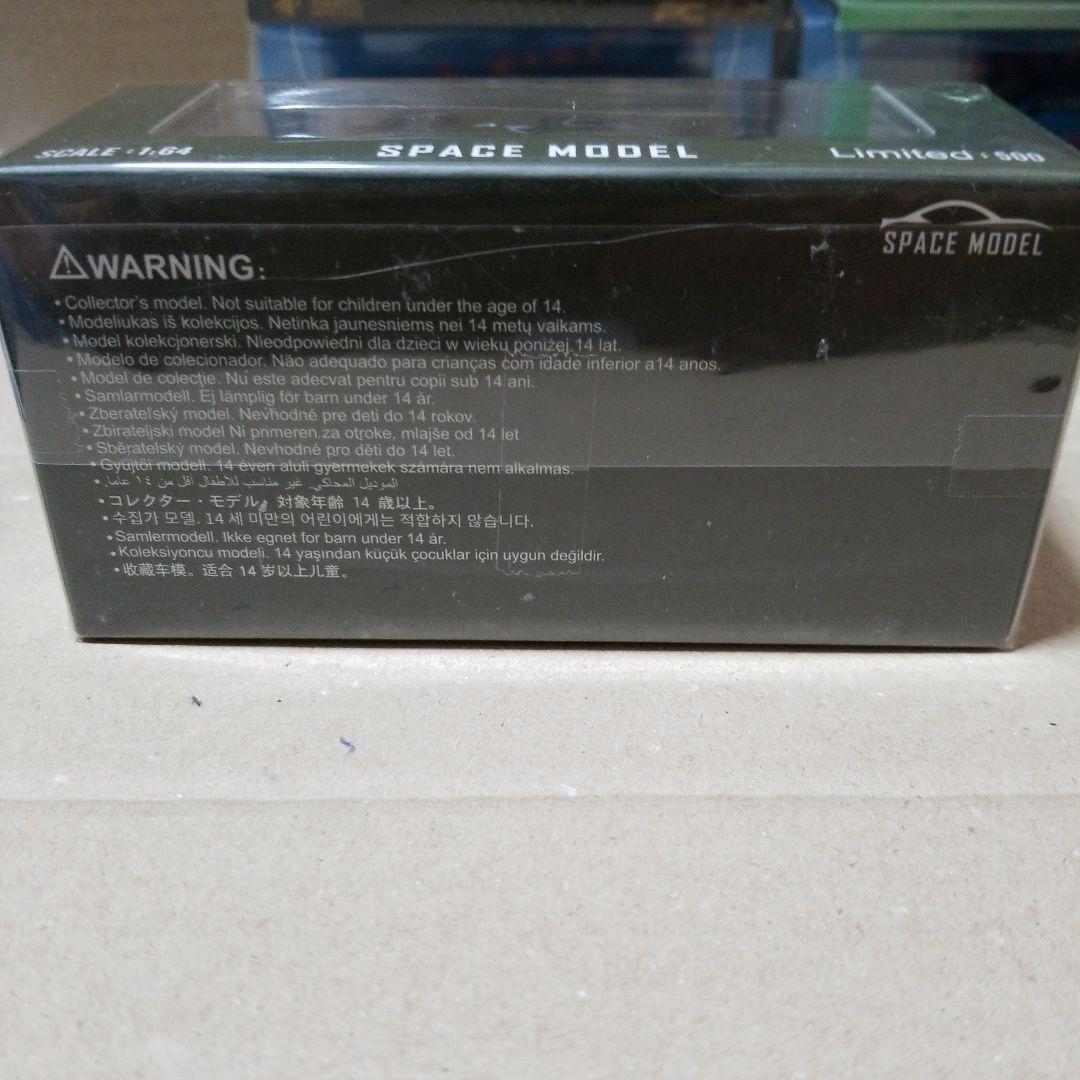 SCALE : 1:64
SPACE MODEL
Limited : 500
SPACE MODEL
⚠WARNING:
• Collector's model. Not suitable for children under the age of 14.
• Modeliukas iš kolekcijos. Netinka jaunesniems nei 14 metų vaikams.
• Model kolekcjonerski. Nieodpowiedni dla dzieci w wieku poniżej 14 lat.
• Modelo de colecionador. Não adequado para crianças com idade inferior a14 anos.
• Model de colecție. Nu este adecvat pentru copii sub 14 ani.
• Samlarmodell. Ej lämplig för barn under 14 år.
• Zberateľský model. Nevhodné pre deti do 14 rokov.
• Zbirateljski model Ni primeren za otroke, mlajše od 14 let
• Sběratelský model. Nevhodné pro děti do 14 let.
• Gyűjtői modell. 14 éven aluli gyermekek számára nem alkalmas.
• الموديل المحاكي. غير مناسب للأطفال اقل من ١٤ عاما.
• コレクター・モデル。対象年齢 14 歳以上。
• 수집가 모델. 14 세 미만의 어린이에게는 적합하지 않습니다.
• Samlermodell. Ikke egnet for barn under 14 år.
• Koleksiyoncu modeli. 14 yaşından küçük çocuklar için uygun değildir.
• 收藏车模。适合 14 岁以上儿童。